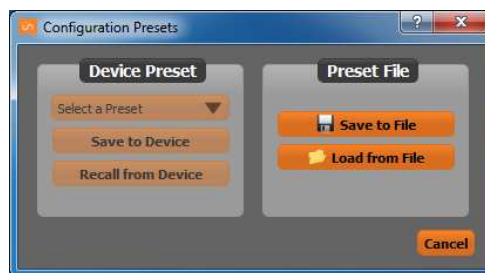 Configuration Presets
?
X
Device Preset
Select a Preset
Save to Device
Recall from Device
Preset File
Save to File
Load from File
Cancel